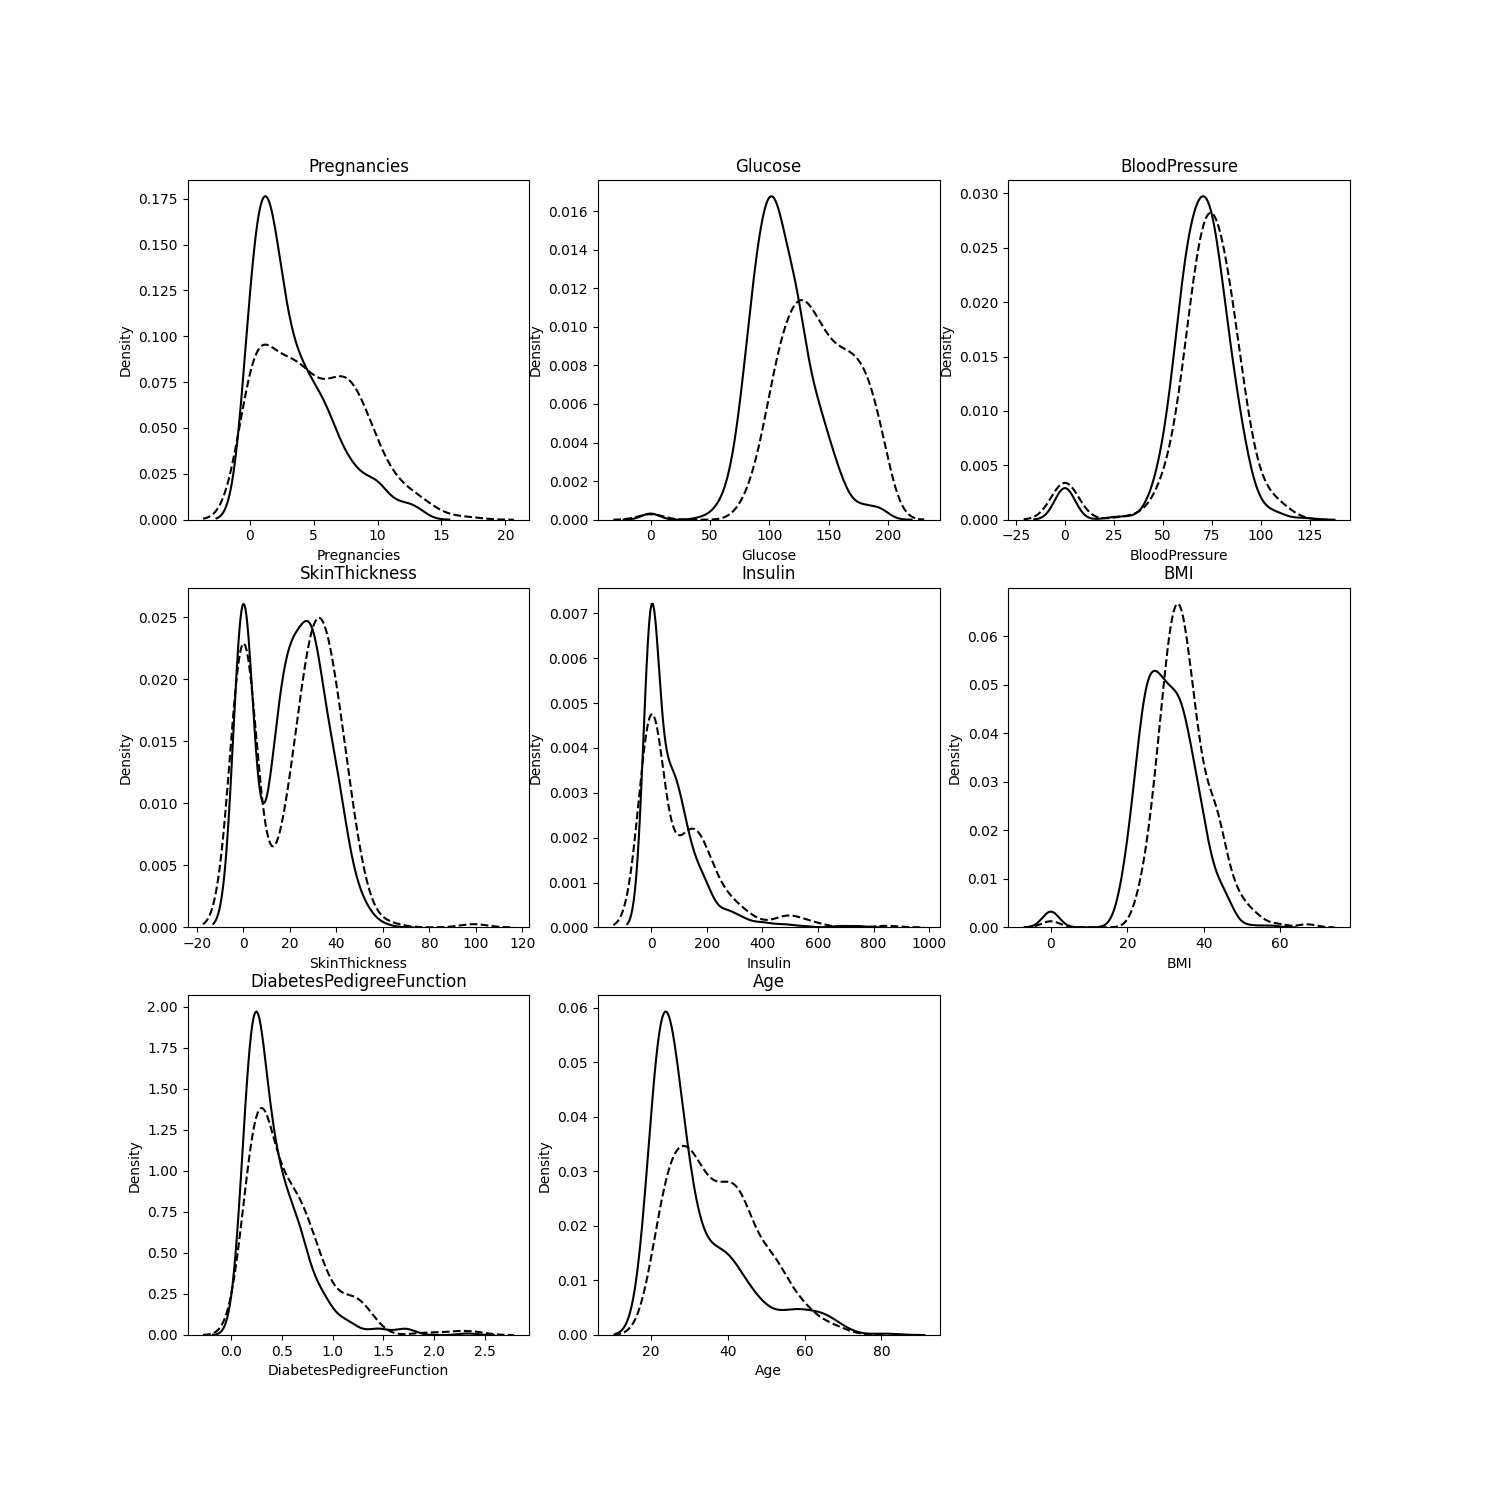 Pregnancies
0.175
0.150
0.125
0.100
0.075
0.050
0.025
0.000
Density
0 5 10 15 20
Pregnancies
Glucose
0.016
0.014
0.012
0.010
0.008
0.006
0.004
0.002
0.000
Density
0 50 100 150 200
Glucose
BloodPressure
0.030
0.025
0.020
0.015
0.010
0.005
0.000
Density
−25 0 25 50 75 100 125
BloodPressure
SkinThickness
0.025
0.020
0.015
0.010
0.005
0.000
Density
−20 0 20 40 60 80 100 120
SkinThickness
Insulin
0.007
0.006
0.005
0.004
0.003
0.002
0.001
0.000
Density
0 200 400 600 800 1000
Insulin
BMI
0.06
0.05
0.04
0.03
0.02
0.01
0.00
Density
0 20 40 60
BMI
DiabetesPedigreeFunction
2.00
1.75
1.50
1.25
1.00
0.75
0.50
0.25
0.00
Density
0.0 0.5 1.0 1.5 2.0 2.5
DiabetesPedigreeFunction
Age
0.06
0.05
0.04
0.03
0.02
0.01
0.00
Density
20 40 60 80
Age